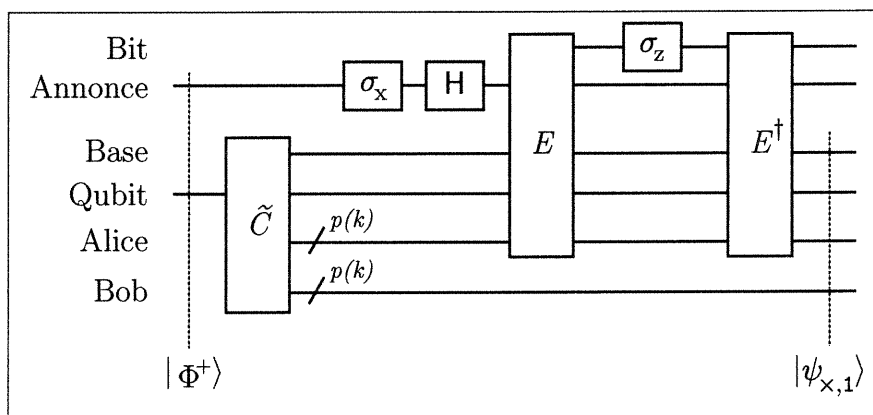 Bit
σz
Annonce
σx
H
E
E†
Base
Qubit
C̃
p(k)
Alice
p(k)
Bob
|Φ+⟩
|ψ×,1⟩